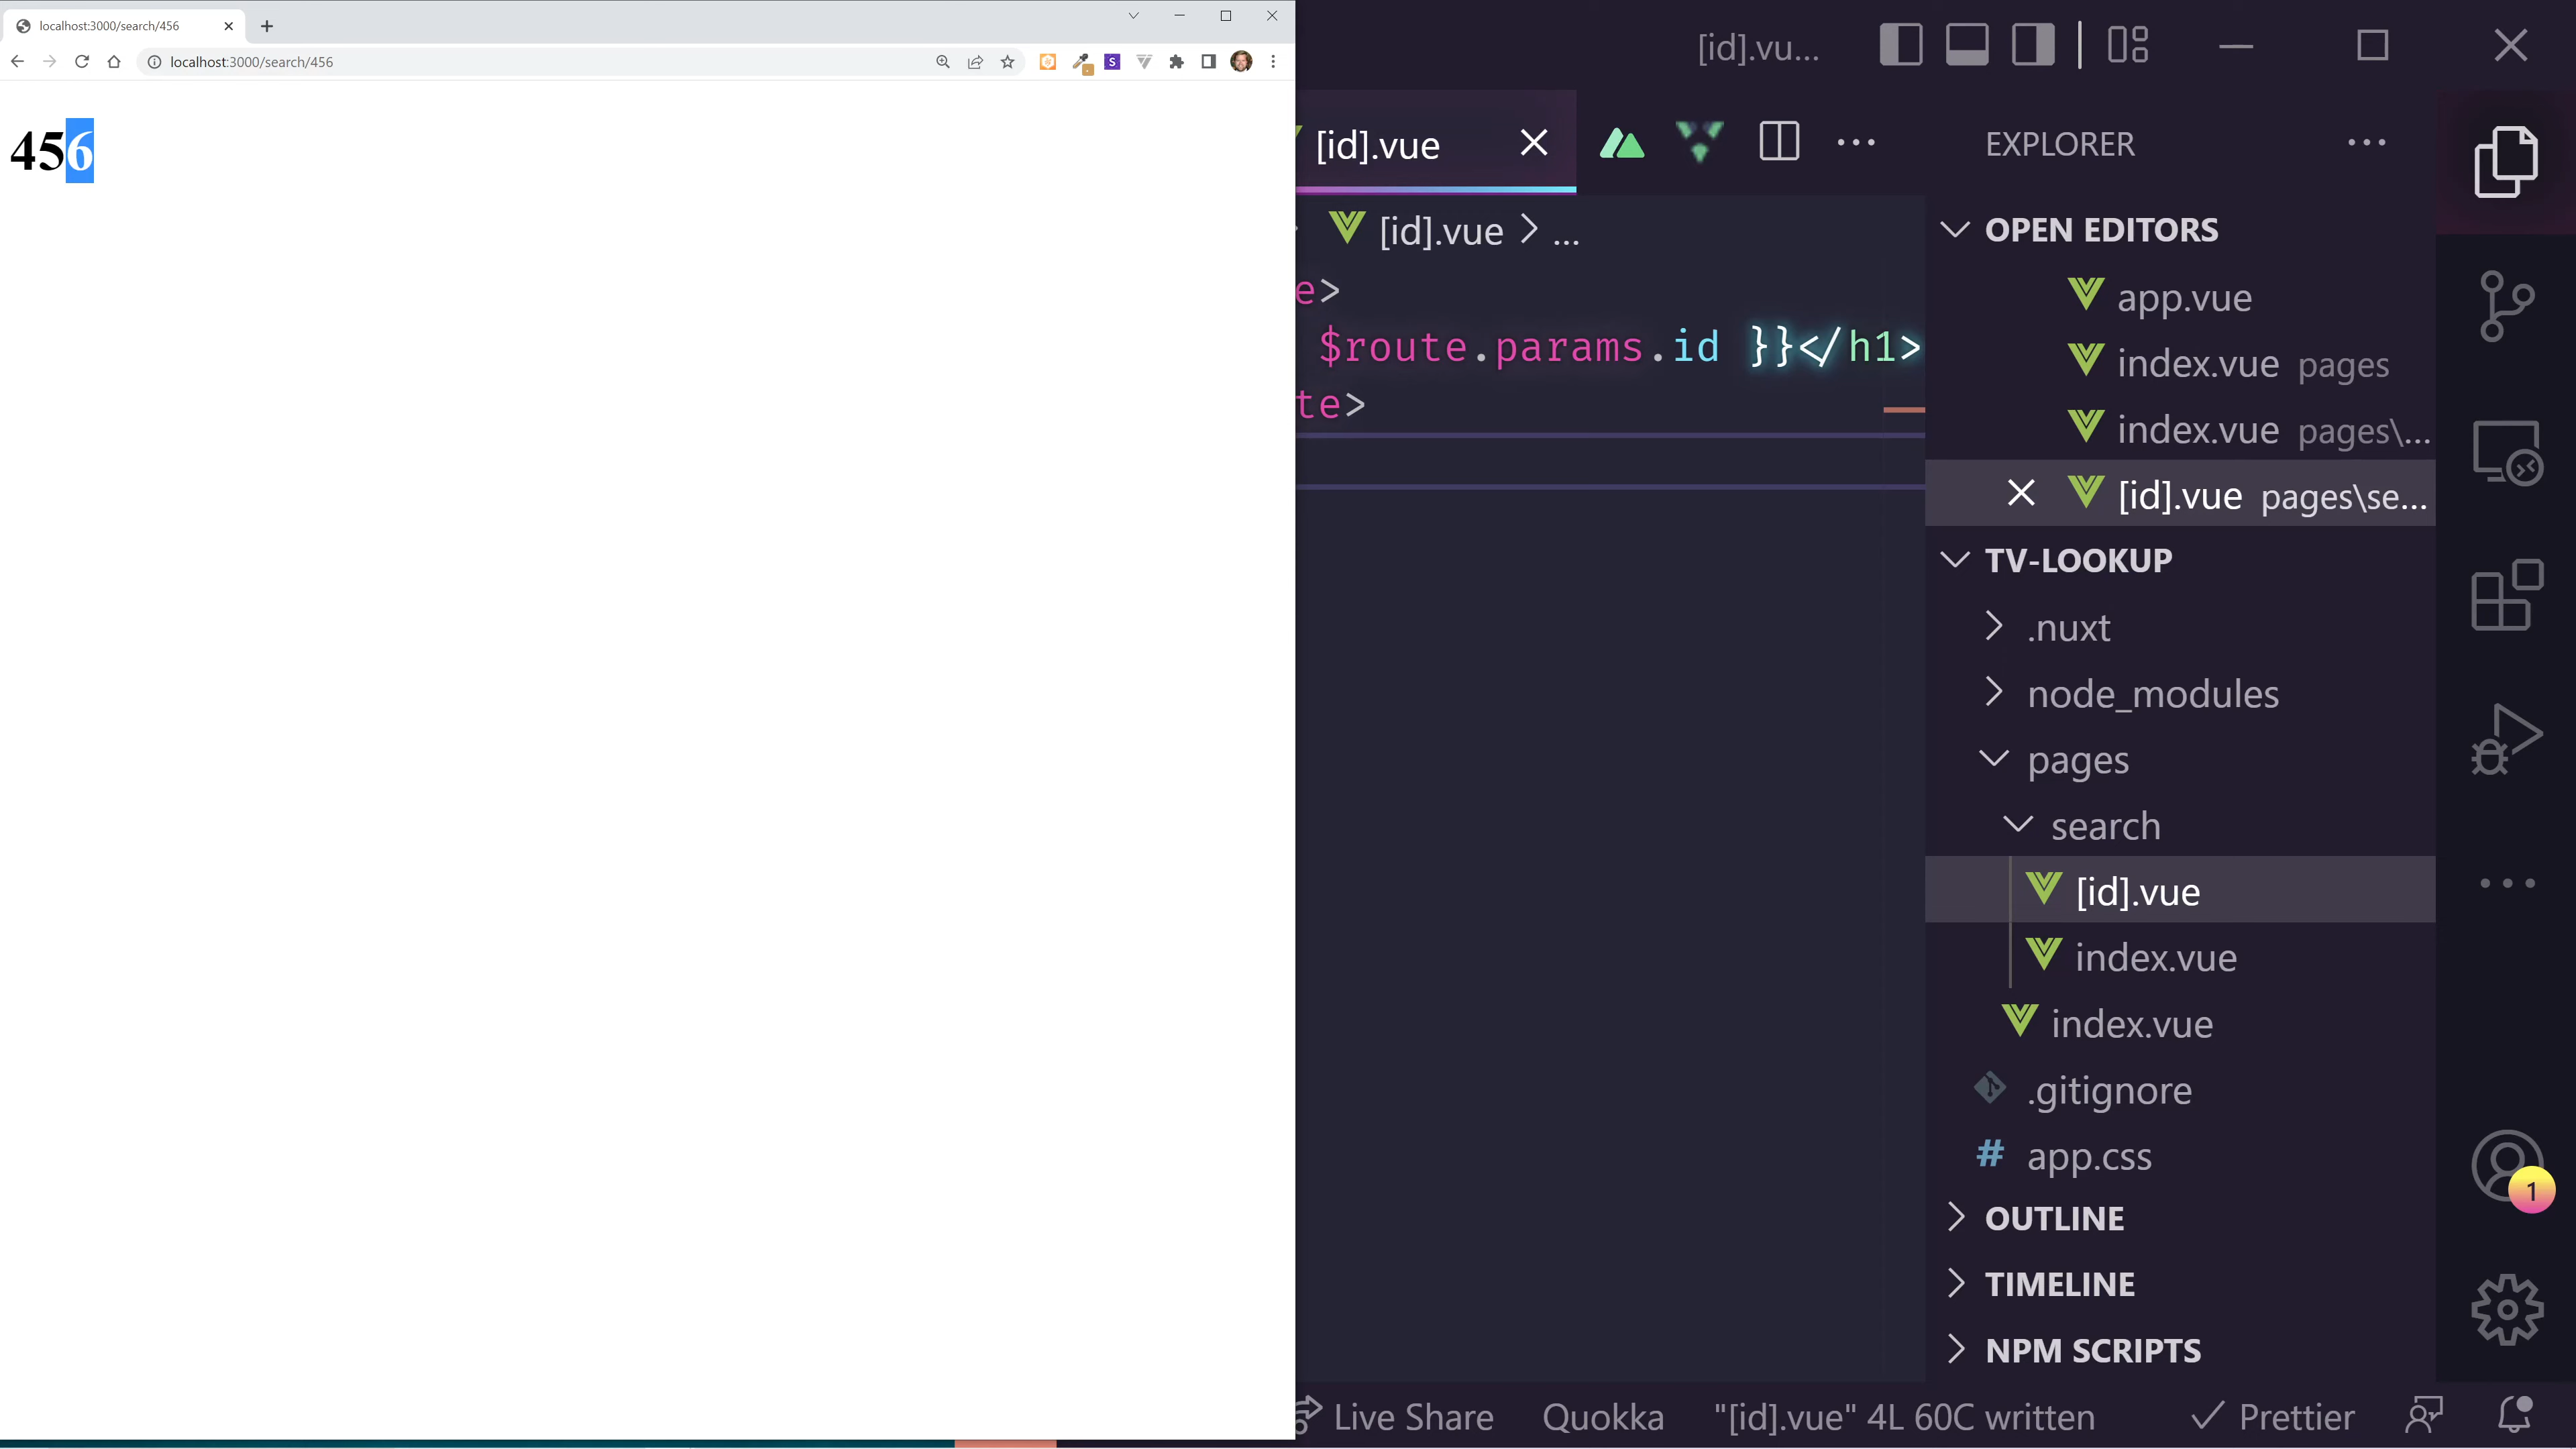 localhost:3000/search/456
localhost:3000/search/456
S
456
[id].vu...
[id].vue
[id].vue > ...
e>
$route.params.id }}</h1>
te>
EXPLORER
OPEN EDITORS
app.vue
index.vue pages
index.vue pages\...
[id].vue pages\se...
TV-LOOKUP
.nuxt
node_modules
pages
search
[id].vue
index.vue
index.vue
.gitignore
# app.css
OUTLINE
TIMELINE
NPM SCRIPTS
1
Live Share
Quokka
"[id].vue" 4L 60C written
Prettier